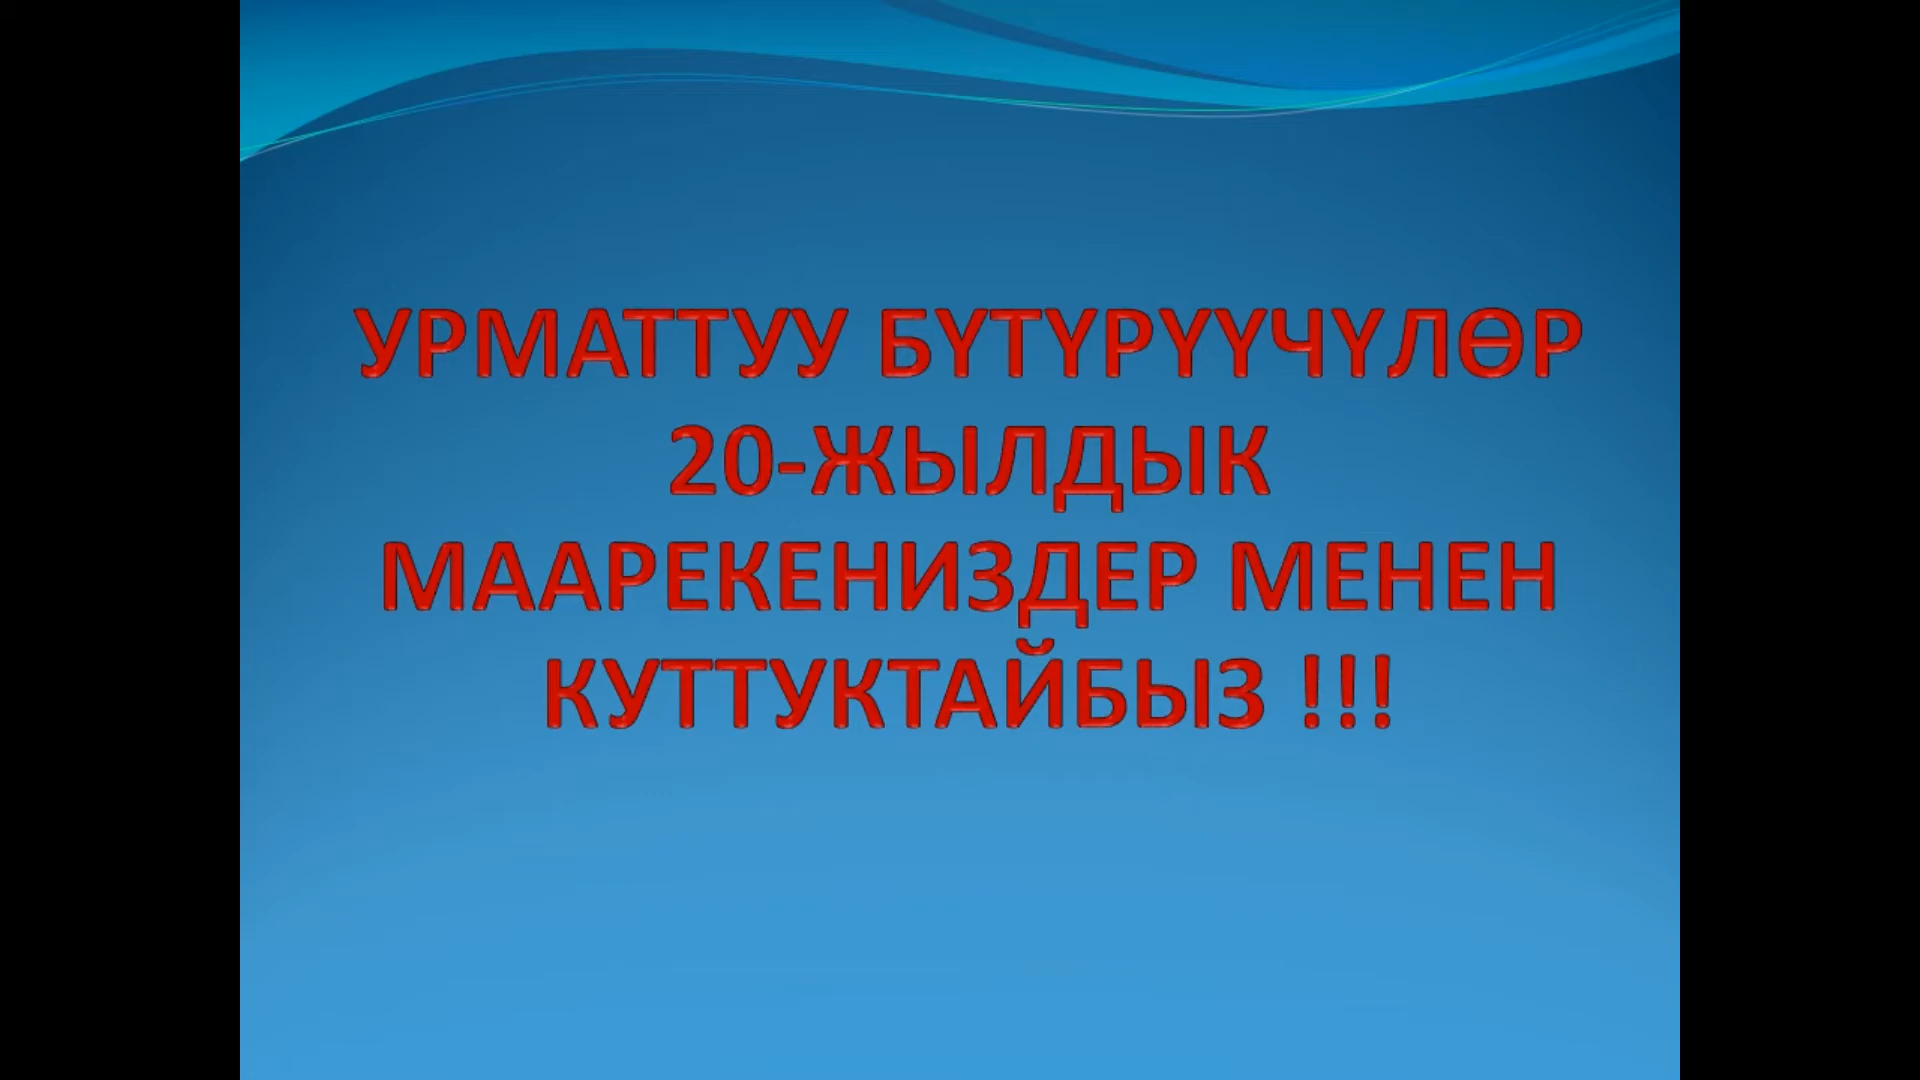 УРМАТТУУ БҮТҮРҮҮЧҮЛӨР
20-ЖЫЛДЫК
МААРЕКЕНИЗДЕР МЕНЕН
КУТТУКТАЙБЫЗ !!!